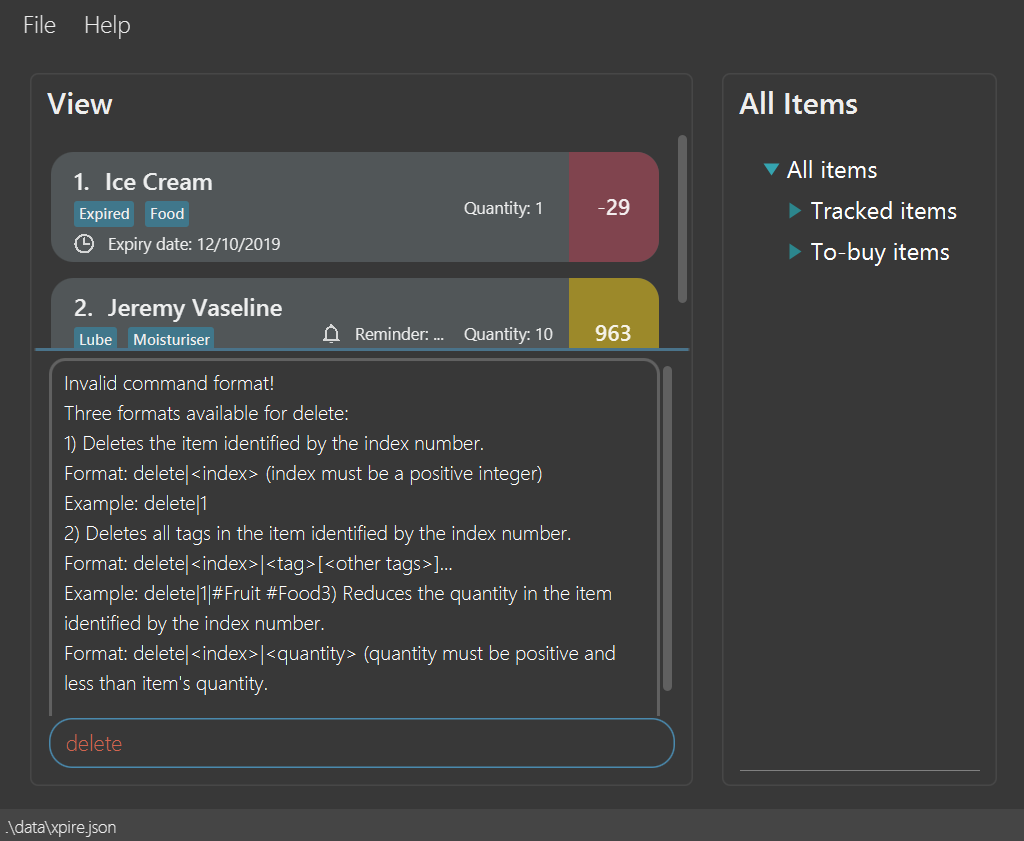 File Help
View
1. Ice Cream
Expired Food
Quantity: 1
-29
Expiry date: 12/10/2019
2. Jeremy Vaseline
Lube Moisturiser
Reminder: ... Quantity: 10
963
Invalid command format!
Three formats available for delete:
1) Deletes the item identified by the index number.
Format: delete|<index> (index must be a positive integer)
Example: delete|1
2) Deletes all tags in the item identified by the index number.
Format: delete|<index>|<tag>[<other tags>]...
Example: delete|1|#Fruit #Food3) Reduces the quantity in the item
identified by the index number.
Format: delete|<index>|<quantity> (quantity must be positive and
less than item's quantity.
delete
All Items
All items
Tracked items
To-buy items
.\data\xpire.json